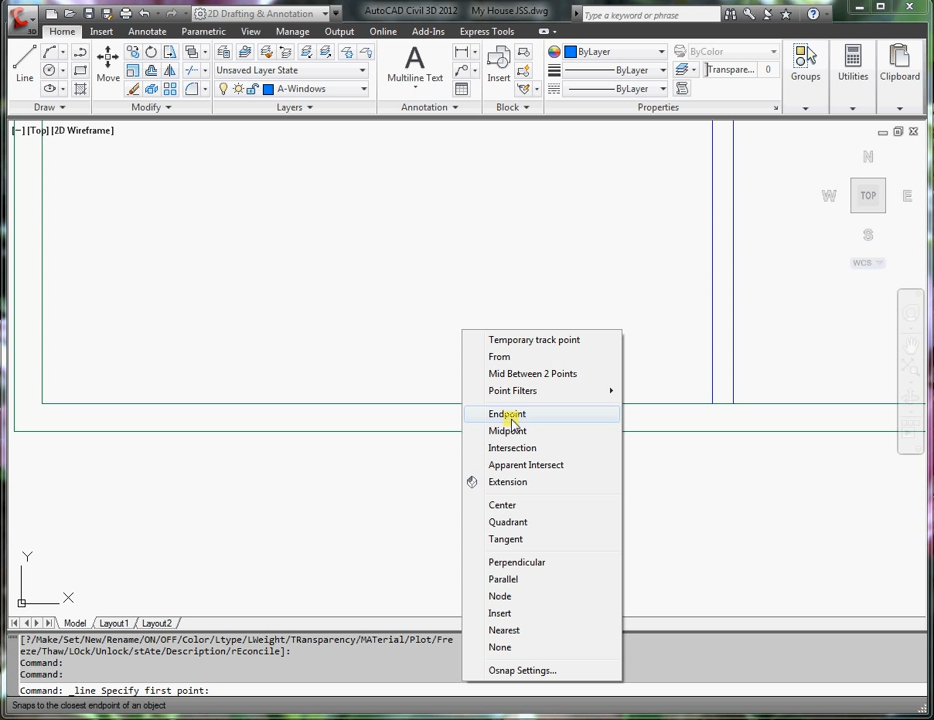 2D Drafting & Annotation
AutoCAD Civil 3D 2012 My House JSS.dwg
Type a keyword or phrase
3D
Home Insert Annotate Parametric View Manage Output Online Add-Ins Express Tools
Line
Move
Unsaved Layer State
A-Windows
Multiline Text
Insert
ByLayer
ByLayer
ByLayer
ByColor
Transpare... 0
Groups
Utilities
Clipboard
Draw Modify Layers Annotation Block Properties
[−] [Top] [2D Wireframe]
N
W TOP E
S
WCS
Temporary track point
From
Mid Between 2 Points
Point Filters
Endpoint
Midpoint
Intersection
Apparent Intersect
Extension
Center
Quadrant
Tangent
Perpendicular
Parallel
Node
Insert
Nearest
None
Osnap Settings...
Y
X
Model Layout1 Layout2
[?/Make/Set/New/Rename/ON/OFF/Color/Ltype/LWeight/TRansparency/MATerial/Plot/Fre
eze/Thaw/LOck/Unlock/stAte/Description/rEconcile]:
Command:
Command:
Command: _line Specify first point:
Snaps to the closest endpoint of an object